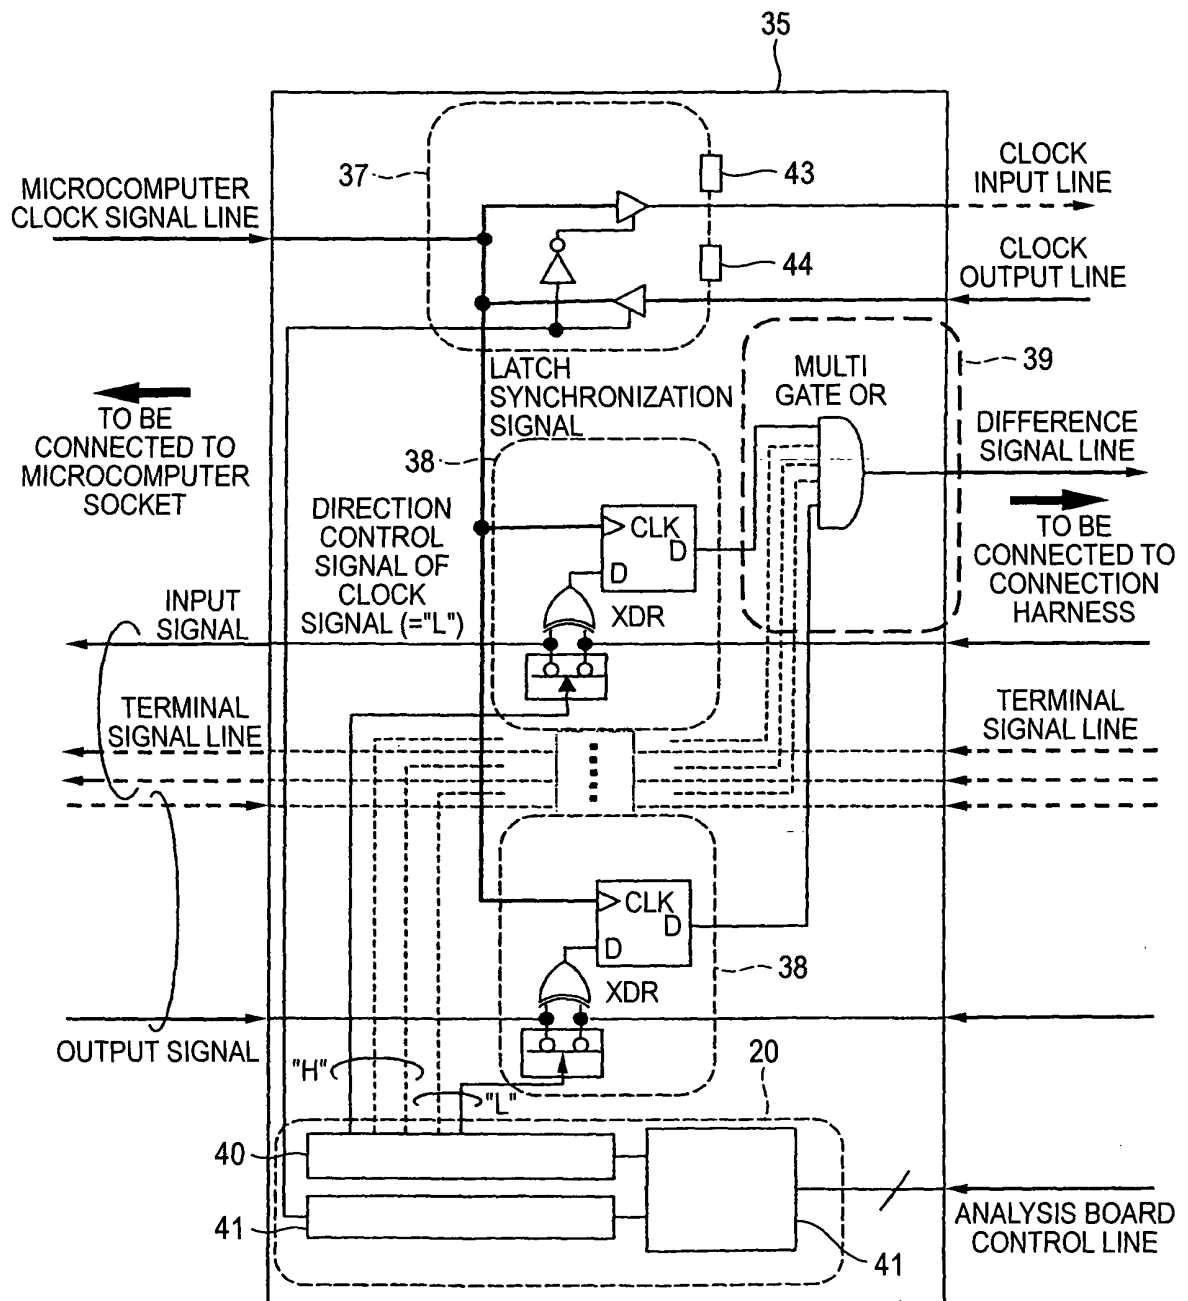 35
37
43
CLOCK
INPUT LINE
MICROCOMPUTER
CLOCK SIGNAL LINE
44
CLOCK
OUTPUT LINE
39
LATCH
SYNCHRONIZATION
SIGNAL
MULTI
GATE OR
TO BE
CONNECTED TO
MICROCOMPUTER
SOCKET
DIFFERENCE
SIGNAL LINE
38
DIRECTION
CONTROL
SIGNAL OF
CLOCK
SIGNAL (="L")
CLK
D
D
XDR
TO BE
CONNECTED TO
CONNECTION
HARNESS
INPUT
SIGNAL
TERMINAL
SIGNAL LINE
TERMINAL
SIGNAL LINE
CLK
D
D
XDR
38
OUTPUT SIGNAL
"H"
"L"
20
40
41
41
ANALYSIS BOARD
CONTROL LINE